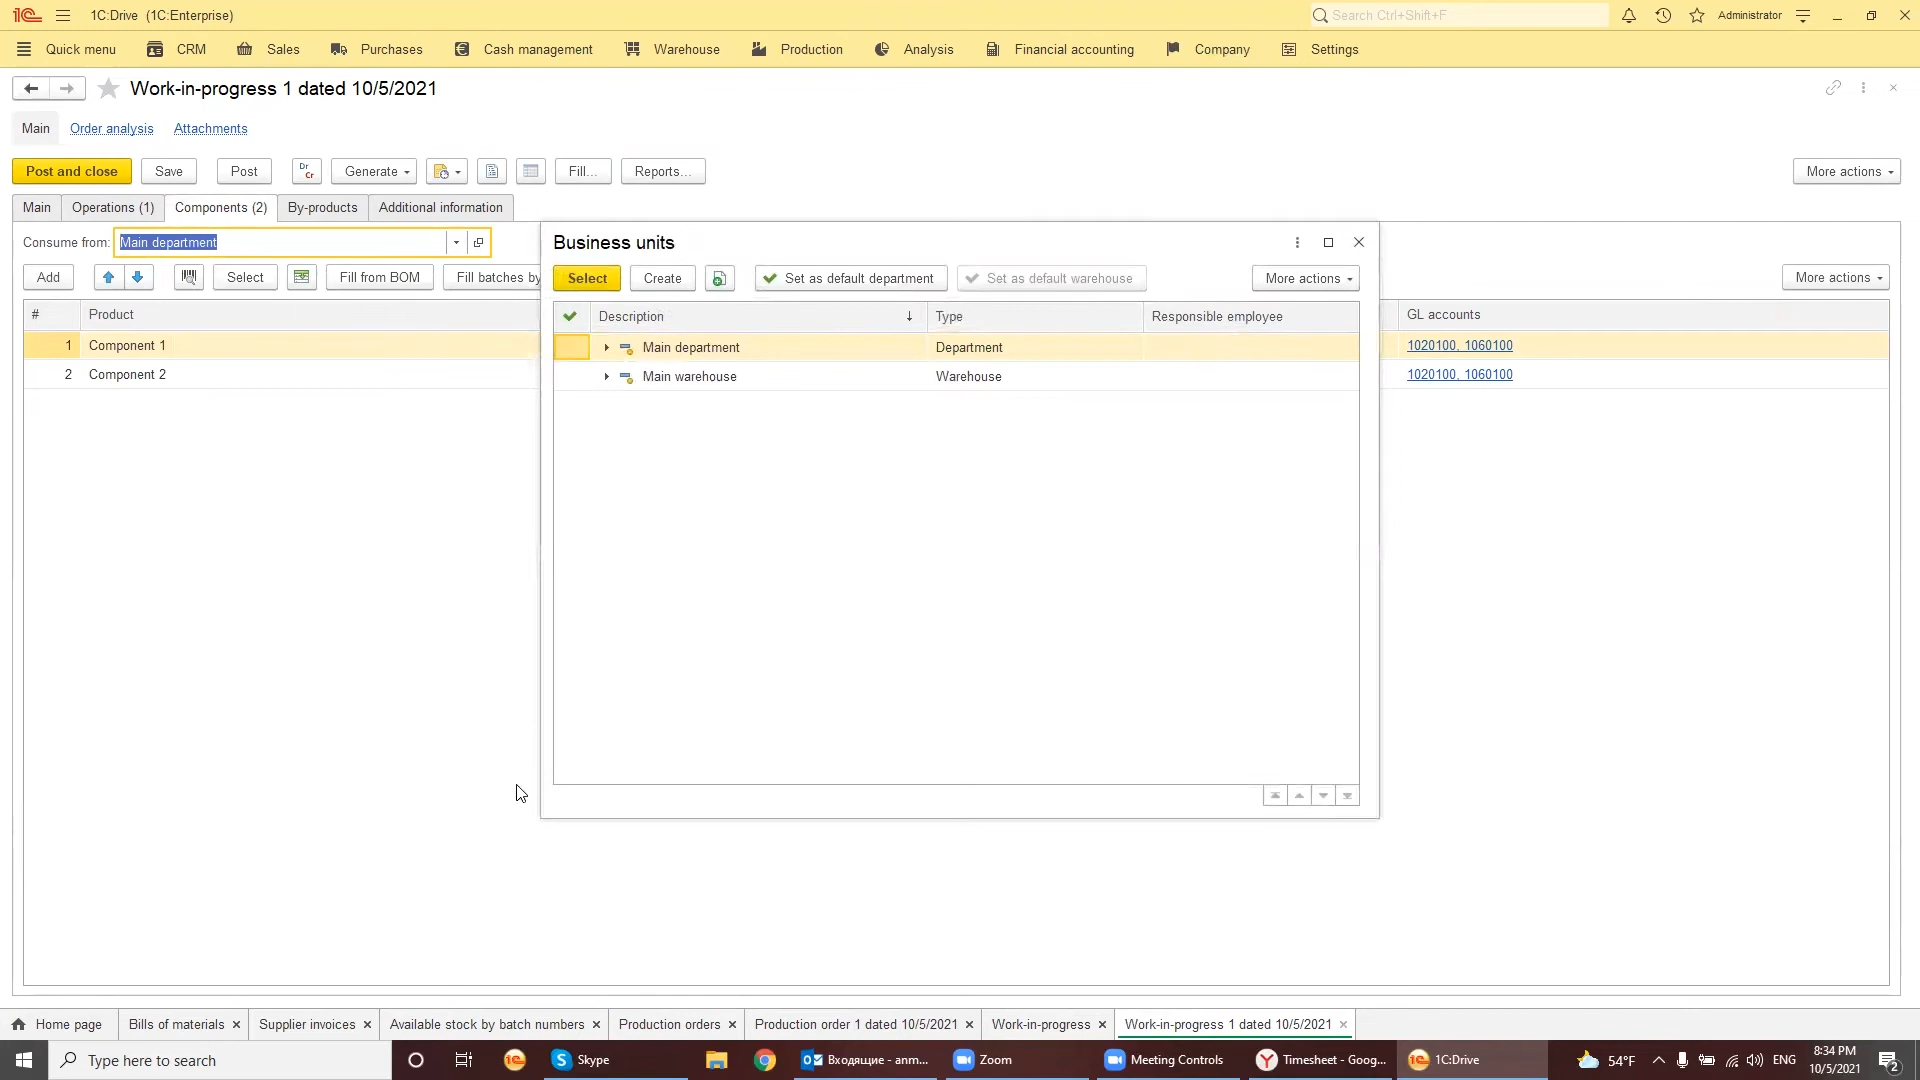 1C:Drive (1C:Enterprise)
Search Ctrl+Shift+F
Administrator
Quick menu CRM Sales Purchases Cash management Warehouse Production Analysis Financial accounting Company Settings
Work-in-progress 1 dated 10/5/2021
Main Order analysis Attachments
Post and close Save Post Dr Cr Generate Fill... Reports... More actions
Main Operations (1) Components (2) By-products Additional information
Consume from: Main department
Add Select Fill from BOM Fill batches by More actions
# Product GL accounts
1 Component 1 1020100, 1060100
2 Component 2 1020100, 1060100
Business units
Select Create Set as default department Set as default warehouse More actions
Description Type Responsible employee
Main department Department
Main warehouse Warehouse
Home page Bills of materials Supplier invoices Available stock by batch numbers Production orders Production order 1 dated 10/5/2021 Work-in-progress Work-in-progress 1 dated 10/5/2021
Type here to search Skype Входящие - anm... Zoom Meeting Controls Timesheet - Goog... 1C:Drive 54°F ENG
8:34 PM
10/5/2021
2